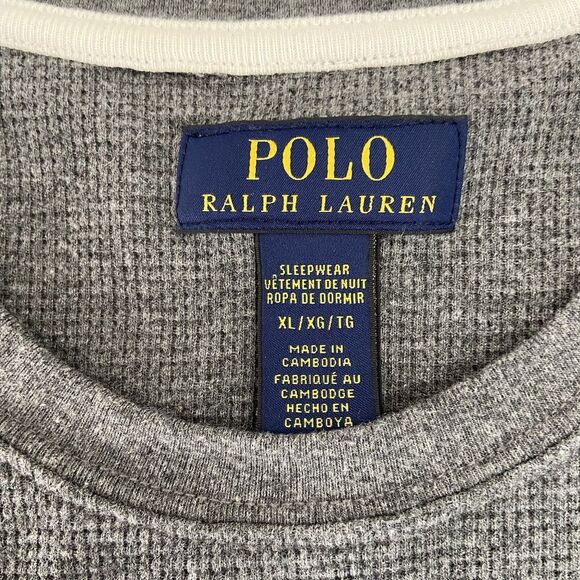 POLO
RALPH LAUREN
SLEEPWEAR
VÊTEMENT DE NUIT
ROPA DE DORMIR
XL/XG/TG
MADE IN
CAMBODIA
FABRIQUÉ AU
CAMBODGE
HECHO EN
CAMBOYA